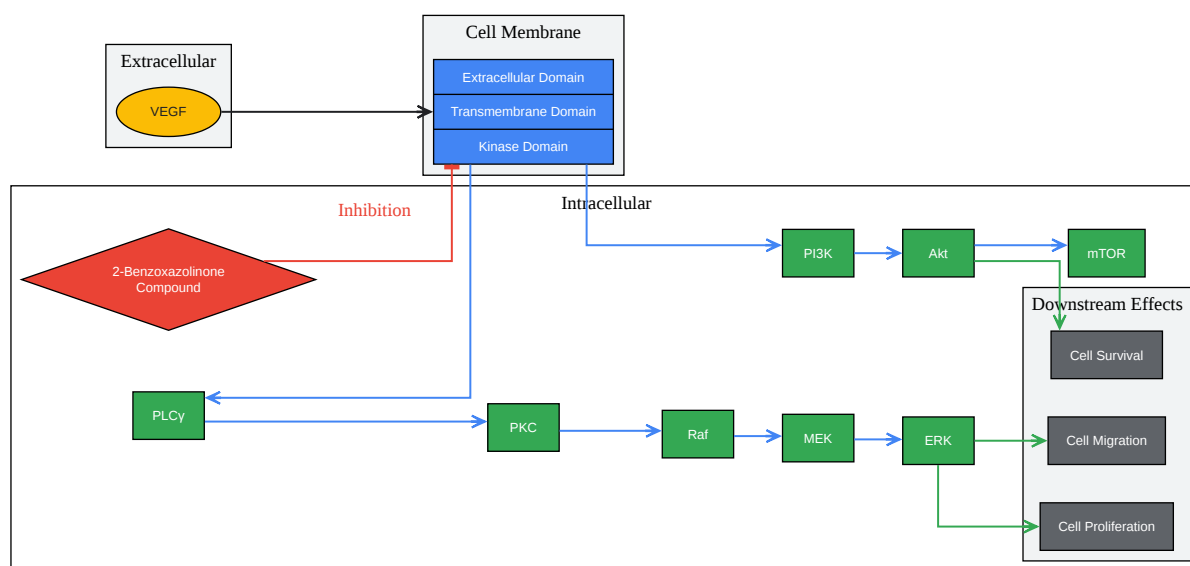 Cell Membrane
Extracellular
VEGF
Extracellular Domain
Transmembrane Domain
Kinase Domain
Inhibition
Intracellular
2-Benzoxazolinone
Compound
PI3K
Akt
mTOR
Downstream Effects
Cell Survival
PLCγ
PKC
Raf
MEK
ERK
Cell Migration
Cell Proliferation